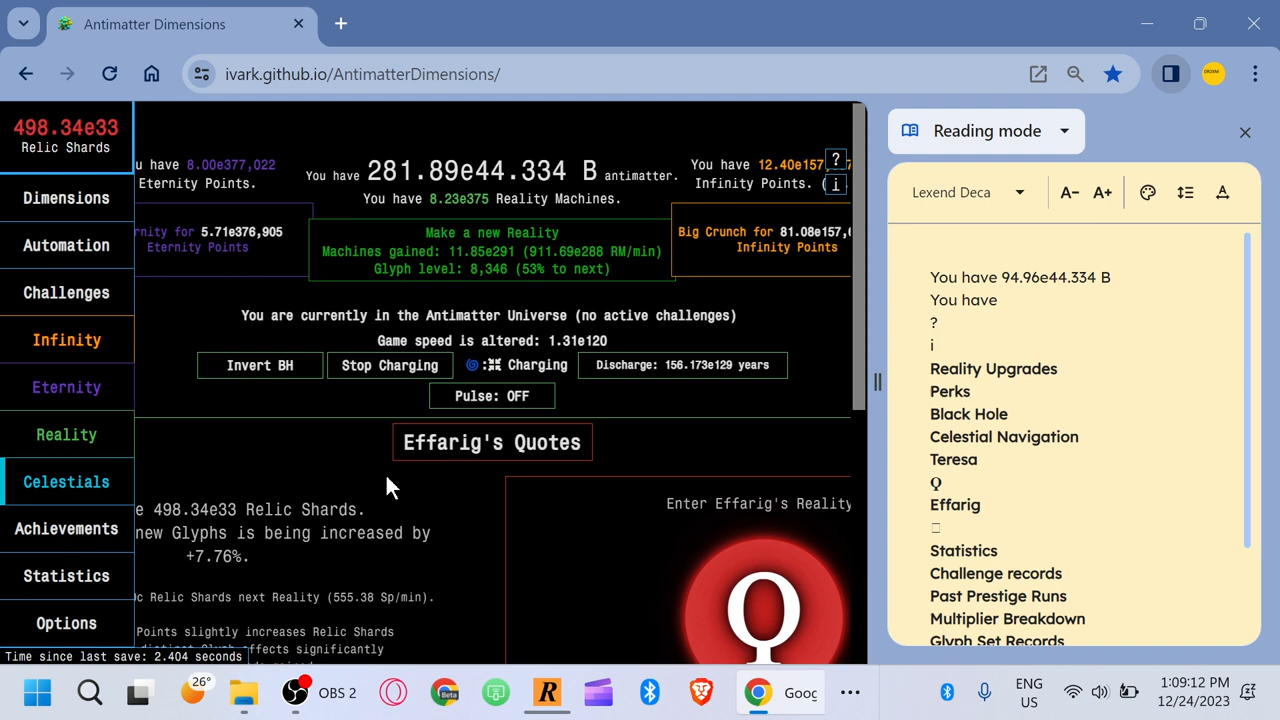 Antimatter Dimensions
ivark.github.io/AntimatterDimensions/
498.34e33
Relic Shards
Dimensions
Automation
Challenges
Infinity
Eternity
Reality
Celestials
Achievements
Statistics
Options
Time since last save: 2.404 seconds
u have 8.00e377,022
Eternity Points.
You have 281.89e44.334 B antimatter.
You have 8.23e375 Reality Machines.
You have 12.40e157,
Infinity Points. (
?
i
rnity for 5.71e376,905
Eternity Points
Make a new Reality
Machines gained: 11.85e291 (911.69e288 RM/min)
Glyph level: 8,346 (53% to next)
Big Crunch for 81.08e157,
Infinity Points
You are currently in the Antimatter Universe (no active challenges)
Game speed is altered: 1.31e120
Invert BH
Stop Charging
Charging
Discharge: 156.173e129 years
Pulse: OFF
Effarig's Quotes
e 498.34e33 Relic Shards.
new Glyphs is being increased by
+7.76%.
c Relic Shards next Reality (555.38 Sp/min).
Points slightly increases Relic Shards
distinct Glyph effects significantly
Enter Effarig's Reality
Ϙ
Reading mode
Lexend Deca
A-
A+
A
You have 94.96e44.334 B
You have
?
i
Reality Upgrades
Perks
Black Hole
Celestial Navigation
Teresa
Ϙ
Effarig
Statistics
Challenge records
Past Prestige Runs
Multiplier Breakdown
Glyph Set Records
26°
OBS 2
Beta
R
Goog
ENG
US
1:09:12 PM
12/24/2023